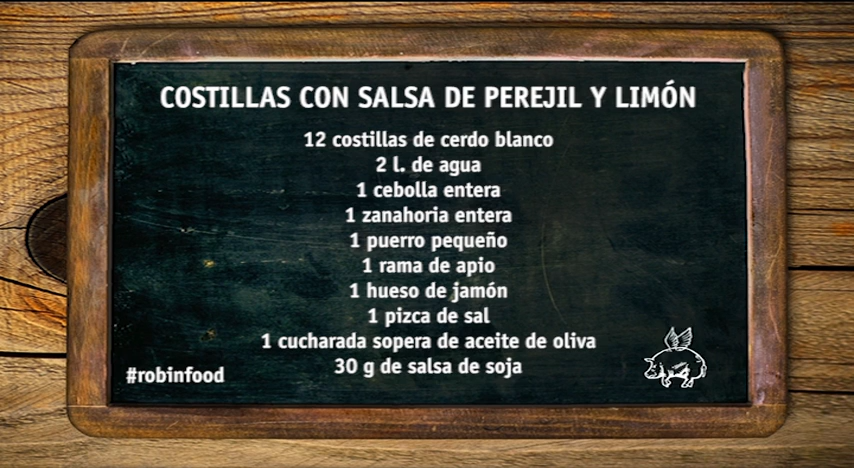 COSTILLAS CON SALSA DE PEREJIL Y LIMÓN
12 costillas de cerdo blanco
2 l. de agua
1 cebolla entera
1 zanahoria entera
1 puerro pequeño
1 rama de apio
1 hueso de jamón
1 pizca de sal
1 cucharada sopera de aceite de oliva
30 g de salsa de soja
#robinfood